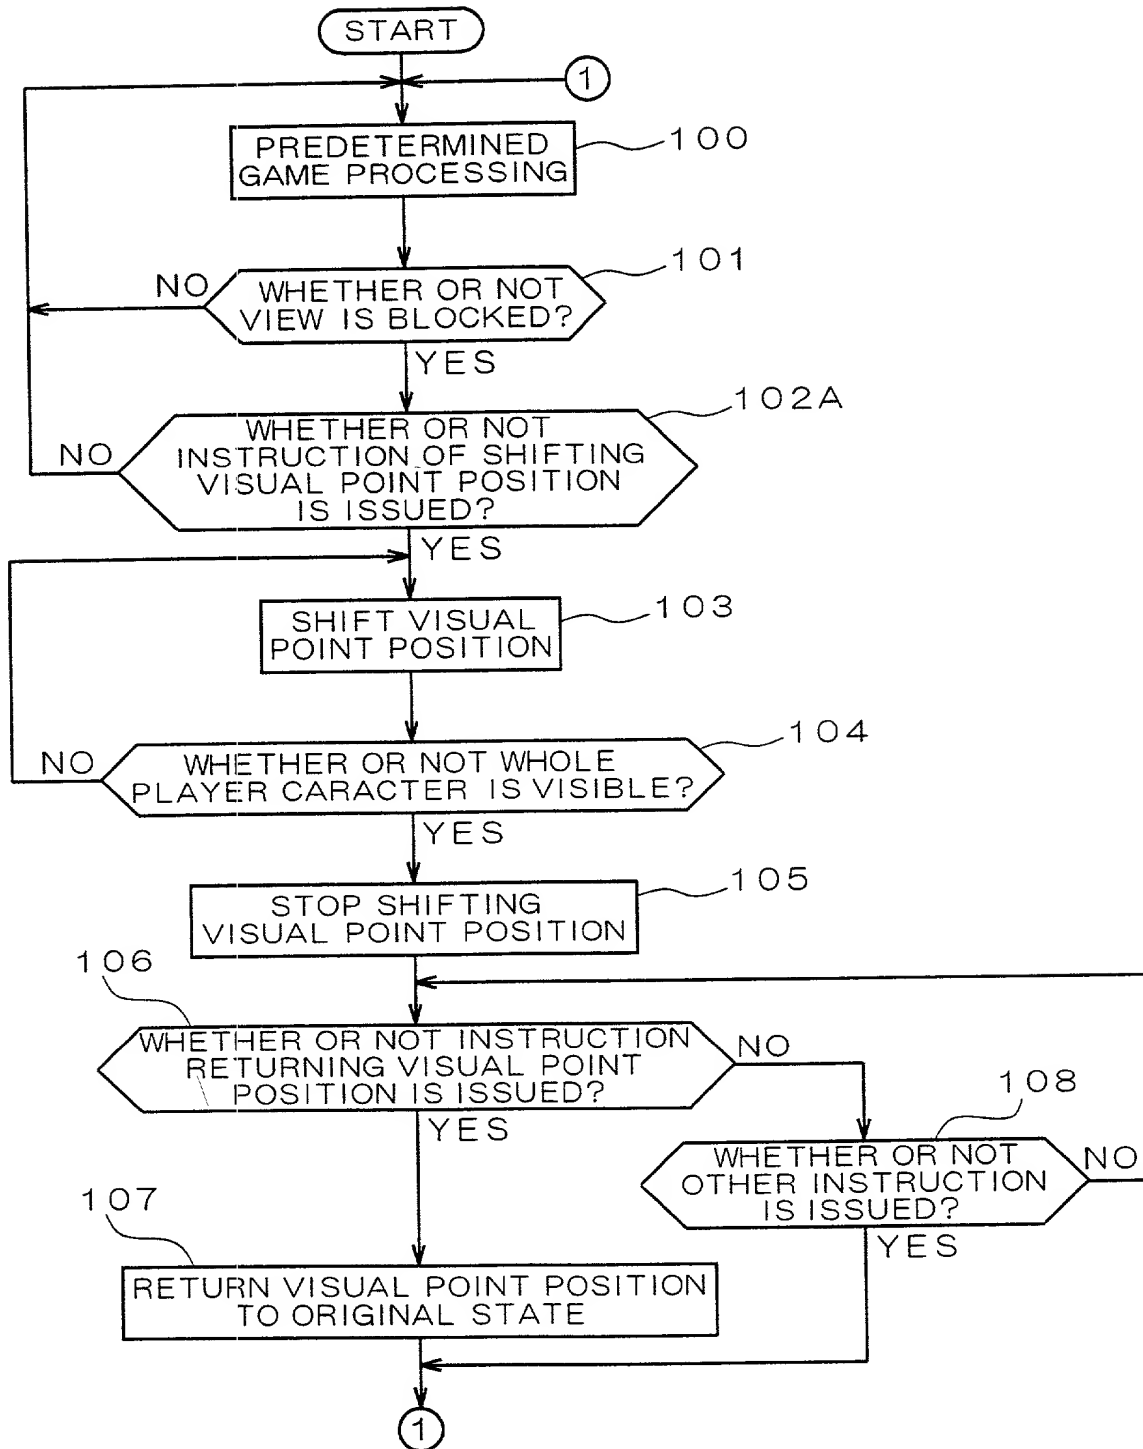 START
1
PREDETERMINED
GAME PROCESSING
100
101
NO
WHETHER OR NOT
VIEW IS BLOCKED?
YES
102A
NO
WHETHER OR NOT
INSTRUCTION OF SHIFTING
VISUAL POINT POSITION
IS ISSUED?
YES
SHIFT VISUAL
POINT POSITION
103
104
NO
WHETHER OR NOT WHOLE
PLAYER CARACTER IS VISIBLE?
YES
105
STOP SHIFTING
VISUAL POINT POSITION
106
WHETHER OR NOT INSTRUCTION
RETURNING VISUAL POINT
POSITION IS ISSUED?
NO
YES
108
WHETHER OR NOT
OTHER INSTRUCTION
IS ISSUED?
NO
YES
107
RETURN VISUAL POINT POSITION
TO ORIGINAL STATE
1